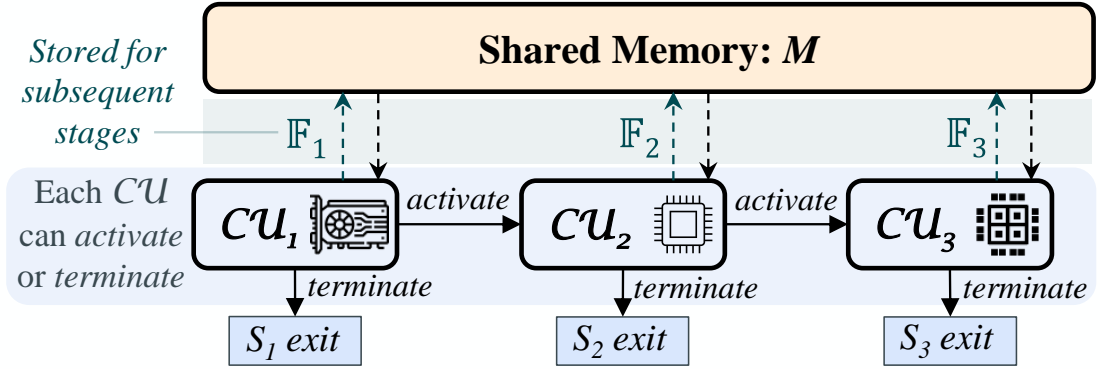 Shared Memory: M
Stored for
subsequent
stages
𝔽1
𝔽2
𝔽3
Each CU
can activate
or terminate
CU1
activate
CU2
activate
CU3
terminate
terminate
terminate
S1 exit
S2 exit
S3 exit